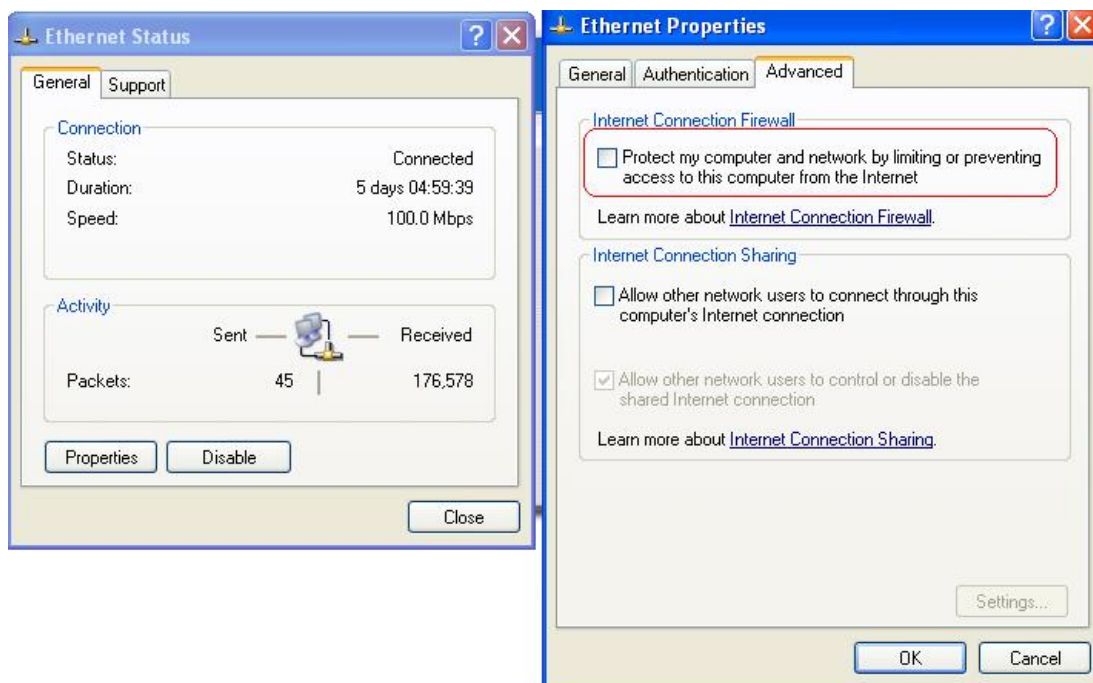 Ethernet Status
General
Support
Connection
Status:
Connected
Duration:
5 days 04:59:39
Speed:
100.0 Mbps
Activity
Sent
Received
Packets:
45
176,578
Properties
Disable
Close
Ethernet Properties
General
Authentication
Advanced
Internet Connection Firewall
Protect my computer and network by limiting or preventing
access to this computer from the Internet
Learn more about Internet Connection Firewall.
Internet Connection Sharing
Allow other network users to connect through this
computer's Internet connection
Allow other network users to control or disable the
shared Internet connection
Learn more about Internet Connection Sharing.
Settings...
OK
Cancel